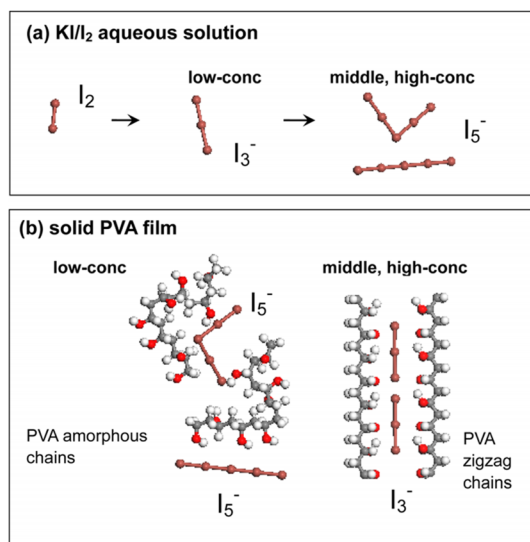 (a) KI/I₂ aqueous solution
low-conc
middle, high-conc
I₂
I₃⁻
I₅⁻
(b) solid PVA film
low-conc
middle, high-conc
I₅⁻
PVA amorphous
chains
I₅⁻
PVA
zigzag
chains
I₃⁻